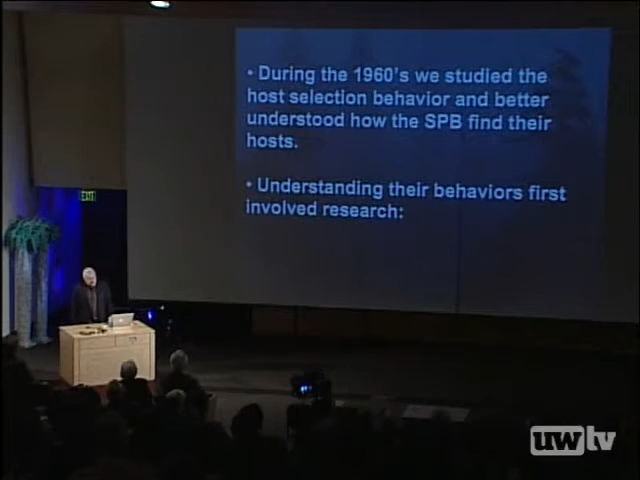 • During the 1960's we studied the
host selection behavior and better
understood how the SPB find their
hosts.
• Understanding their behaviors first
involved research:
EXIT
uwtv